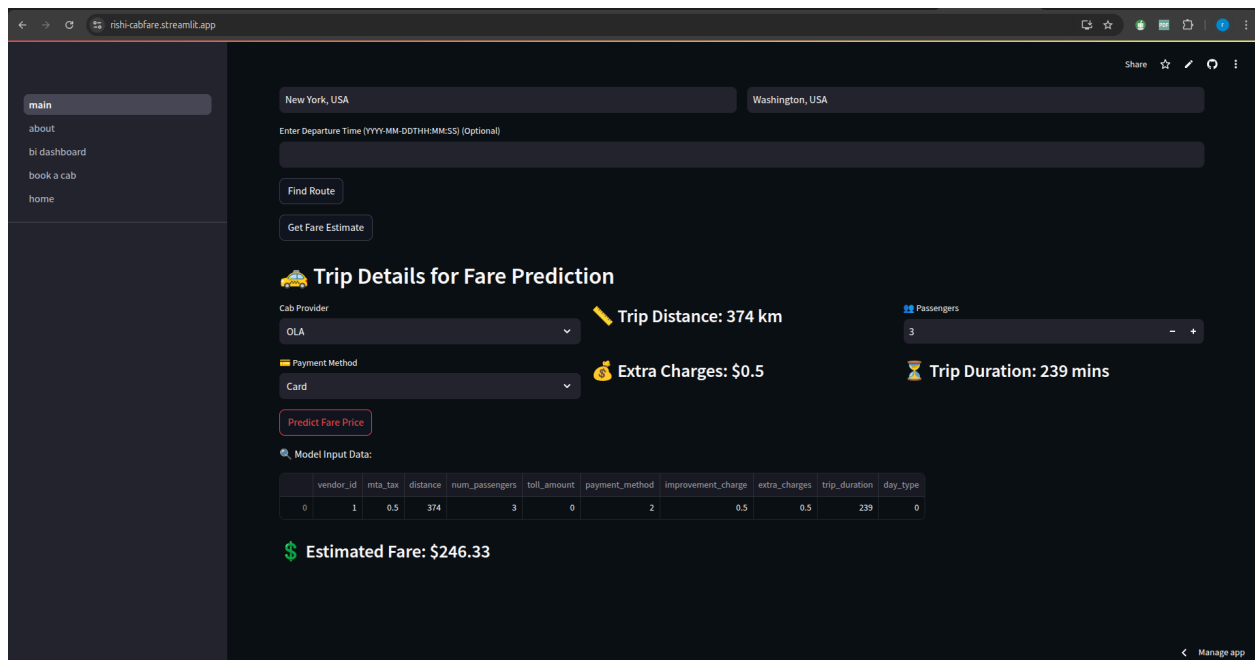 rishi-cabfare.streamlit.app
Share
main
about
bi dashboard
book a cab
home
New York, USA
Washington, USA
Enter Departure Time (YYYY-MM-DDTHH:MM:SS) (Optional)
Find Route
Get Fare Estimate
🚕 Trip Details for Fare Prediction
Cab Provider
OLA
📏 Trip Distance: 374 km
👥 Passengers
3 - +
💳 Payment Method
Card
💰 Extra Charges: $0.5
⏳ Trip Duration: 239 mins
Predict Fare Price
🔍 Model Input Data:
vendor_id mta_tax distance num_passengers toll_amount payment_method improvement_charge extra_charges trip_duration day_type
0 1 0.5 374 3 0 2 0.5 0.5 239 0
💲 Estimated Fare: $246.33
Manage app